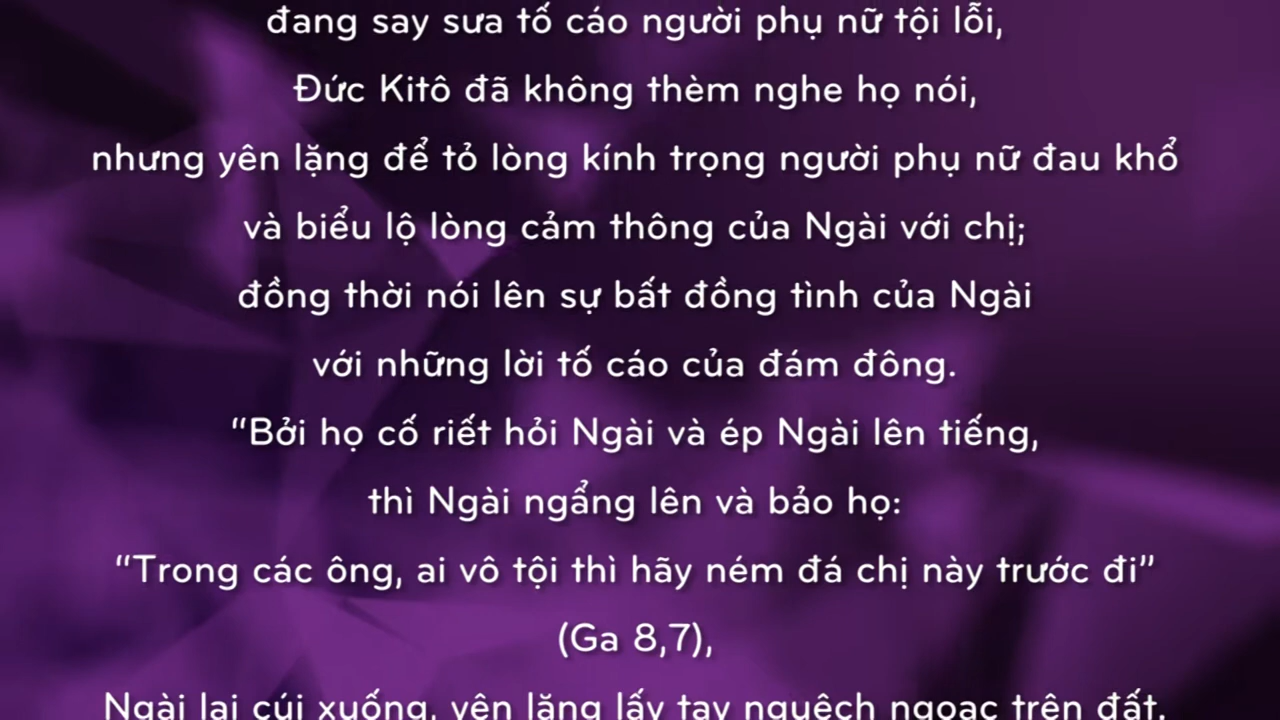 đang say sưa tố cáo người phụ nữ tội lỗi,
Đức Kitô đã không thèm nghe họ nói,
nhưng yên lặng để tỏ lòng kính trọng người phụ nữ đau khổ
và biểu lộ lòng cảm thông của Ngài với chị;
đồng thời nói lên sự bất đồng tình của Ngài
với những lời tố cáo của đám đông.
“Bởi họ cố riết hỏi Ngài và ép Ngài lên tiếng,
thì Ngài ngẩng lên và bảo họ:
“Trong các ông, ai vô tội thì hãy ném đá chị này trước đi”
(Ga 8,7),
Ngài lại cúi xuống, yên lặng lấy tay nguệch ngoạc trên đất.